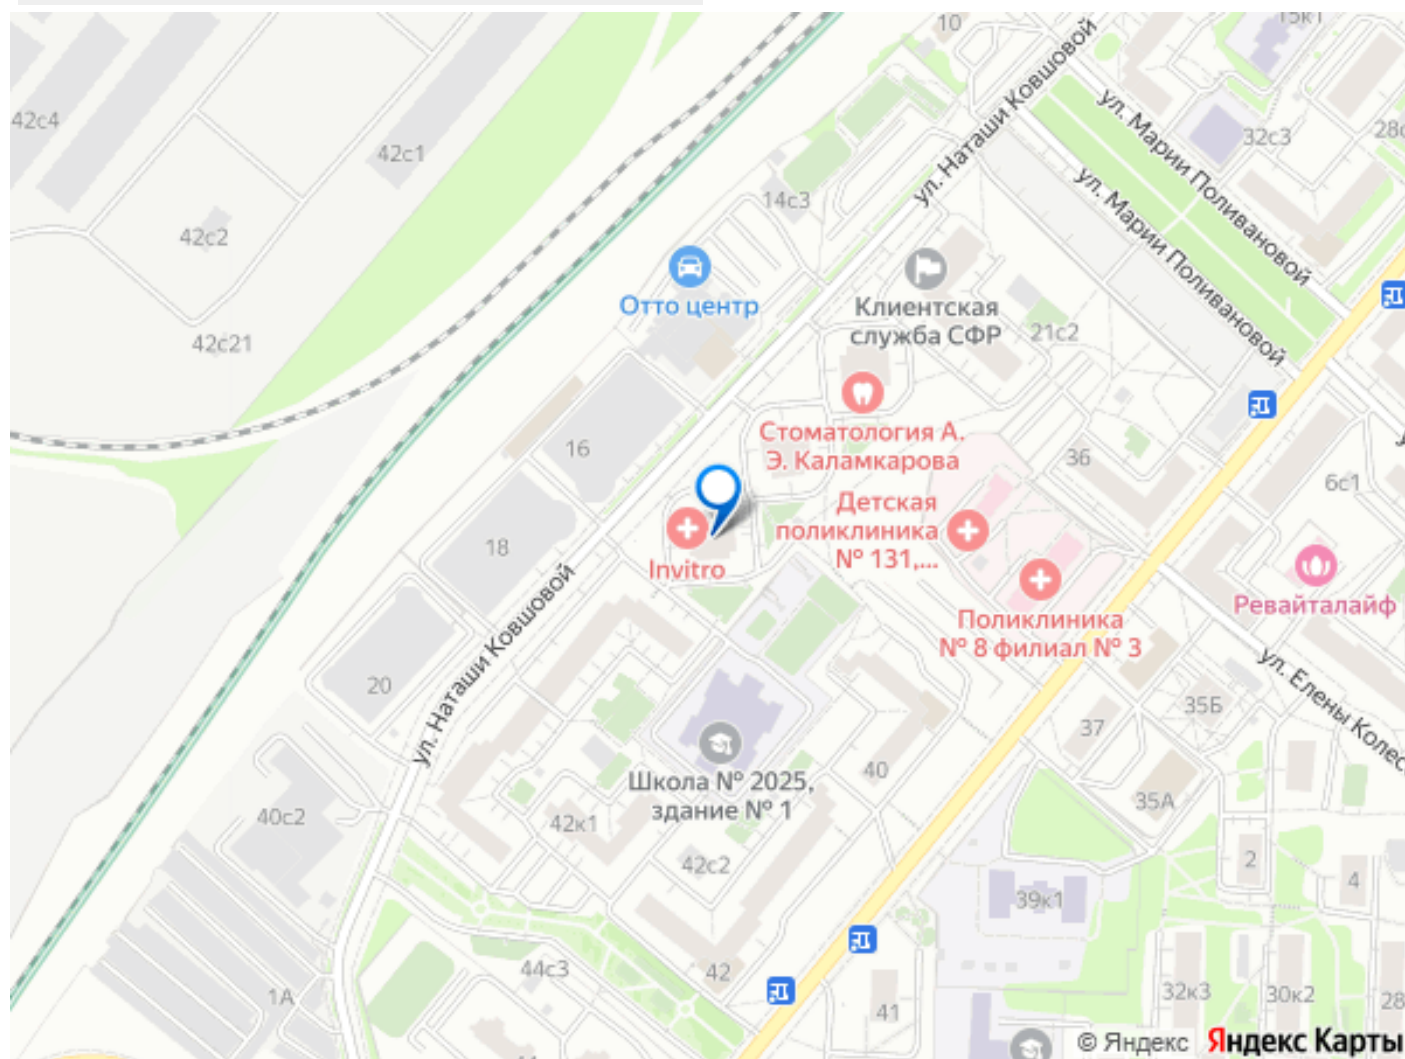 10
15к1
ул. Наташи Ковшовой
42с4
42с1
ул. Марии Поливановой
32с3
ул. Марии Поливановой
14с3
42с2
Отто центр
Клиентская
служба СФР
21с2
42с21
Стоматология А.
Э. Каламкарова
16
36
6с1
Детская
поликлиника
№ 131,...
18
Invitro
Ревайталайф
Поликлиника
№ 8 филиал № 3
ул. Наташи Ковшовой
ул. Елены Колесо
20
35Б
37
Школа № 2025,
здание № 1
40
35А
40с2
42к1
42с2
2
4
39к1
44с3
42
1А
41
32к3
30к2
28
© Яндекс Яндекс Карты